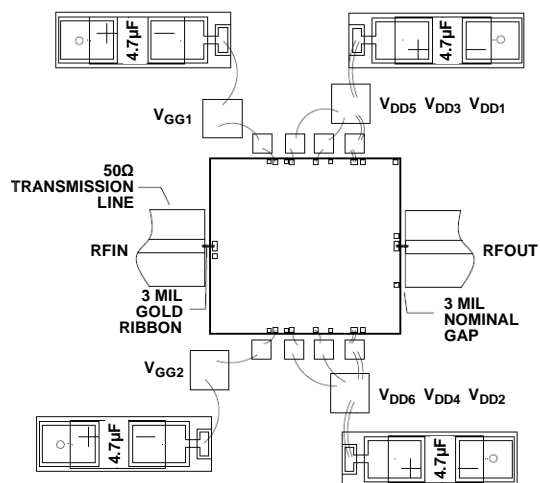 4.7µF
4.7µF
VGG1
VDD5 VDD3 VDD1
50Ω
TRANSMISSION
LINE
RFIN
RFOUT
3 MIL
GOLD
RIBBON
3 MIL
NOMINAL
GAP
VGG2
VDD6 VDD4 VDD2
4.7µF
4.7µF